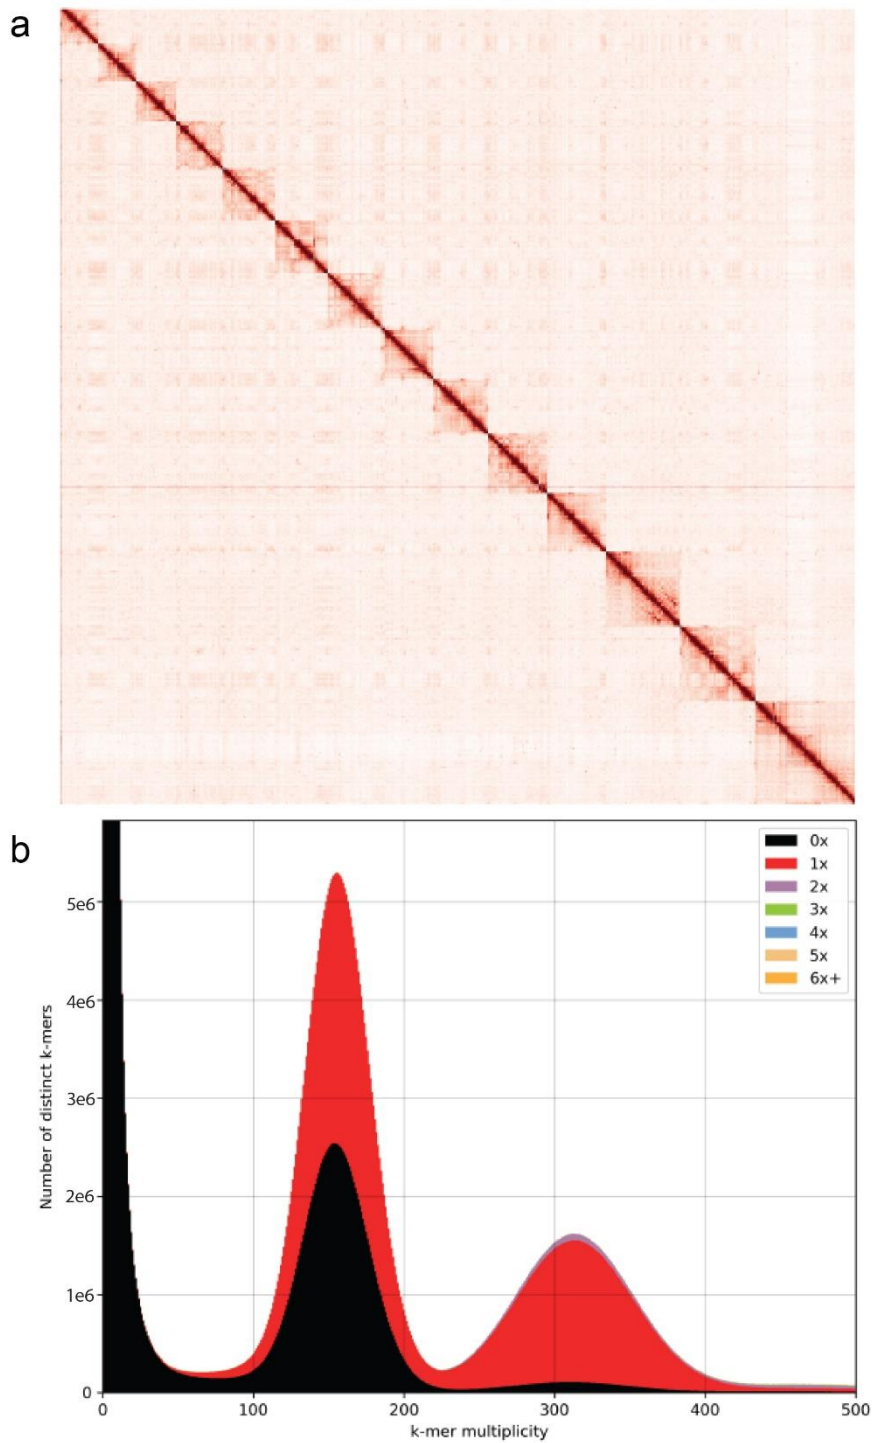 a
b
0x
1x
2x
3x
4x
5x
6x+
5e6
4e6
3e6
2e6
1e6
0
Number of distinct k-mers
0 100 200 300 400 500
k-mer multiplicity